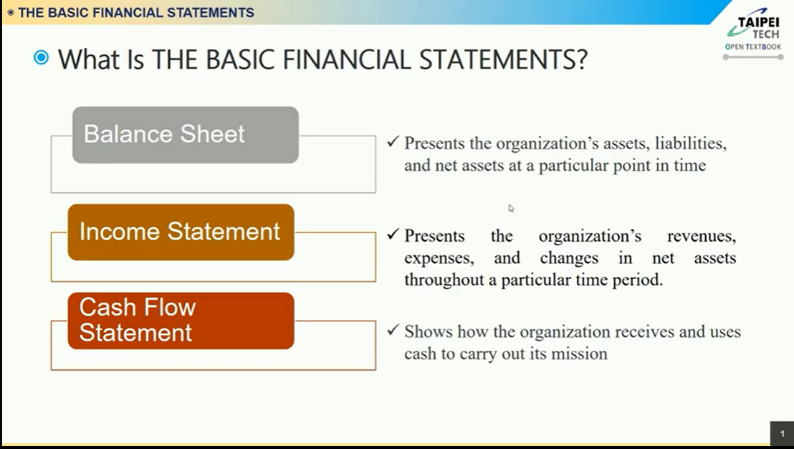 THE BASIC FINANCIAL STATEMENTS
TAIPEI
TECH
OPEN TEXTBOOK
What Is THE BASIC FINANCIAL STATEMENTS?
Balance Sheet
✓ Presents the organization's assets, liabilities,
and net assets at a particular point in time
Income Statement
✓ Presents the organization's revenues,
expenses, and changes in net assets
throughout a particular time period.
Cash Flow
Statement
✓ Shows how the organization receives and uses
cash to carry out its mission
1